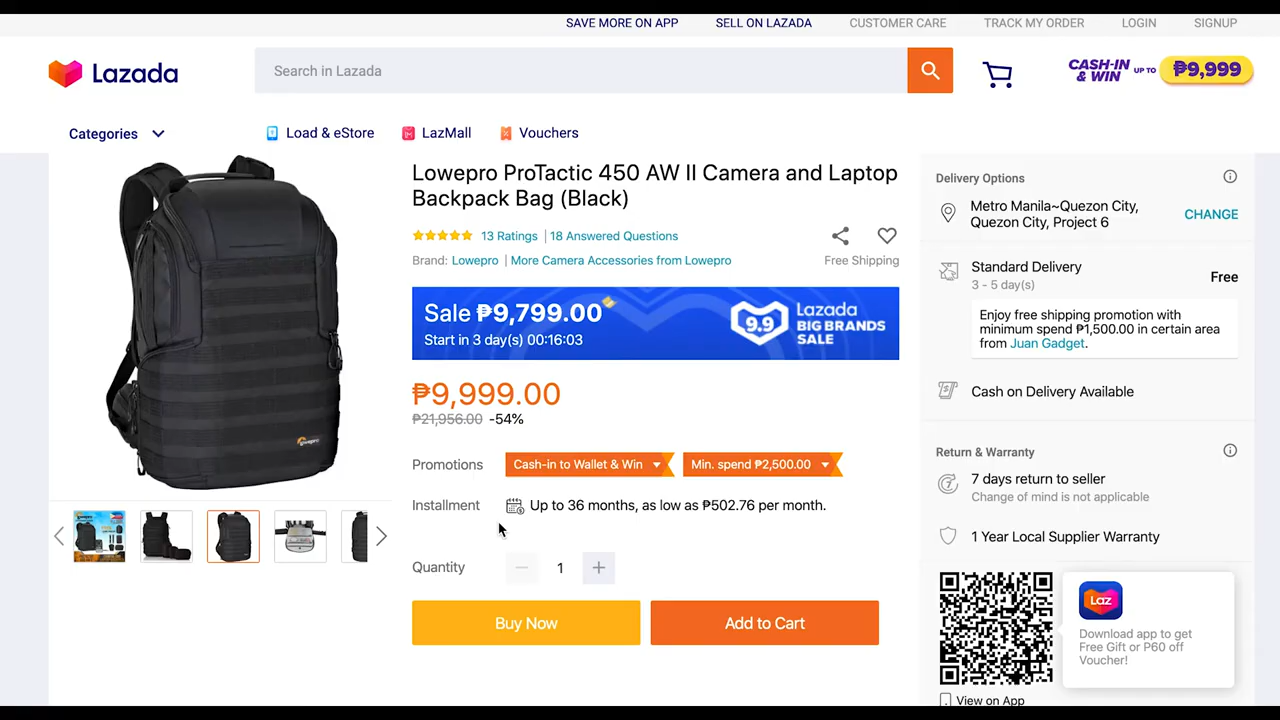 SAVE MORE ON APP
SELL ON LAZADA
CUSTOMER CARE
TRACK MY ORDER
LOGIN
SIGNUP
Lazada
Search in Lazada
CASH-IN & WIN UP TO ₱9,999
Categories
Load & eStore
LazMall
Vouchers
Lowepro ProTactic 450 AW II Camera and Laptop
Backpack Bag (Black)
13 Ratings | 18 Answered Questions
Brand: Lowepro | More Camera Accessories from Lowepro
Free Shipping
Sale ₱9,799.00
Start in 3 day(s) 00:16:03
9.9
Lazada
BIG BRANDS
SALE
₱9,999.00
₱21,956.00 -54%
Promotions
Cash-in to Wallet & Win
Min. spend ₱2,500.00
Installment
Up to 36 months, as low as ₱502.76 per month.
Quantity
1
Buy Now
Add to Cart
Delivery Options
Metro Manila~Quezon City,
Quezon City, Project 6
CHANGE
Standard Delivery
3 - 5 day(s)
Free
Enjoy free shipping promotion with
minimum spend ₱1,500.00 in certain area
from Juan Gadget.
Cash on Delivery Available
Return & Warranty
7 days return to seller
Change of mind is not applicable
1 Year Local Supplier Warranty
Laz
Download app to get
Free Gift or P60 off
Voucher!
View on App
lowepro